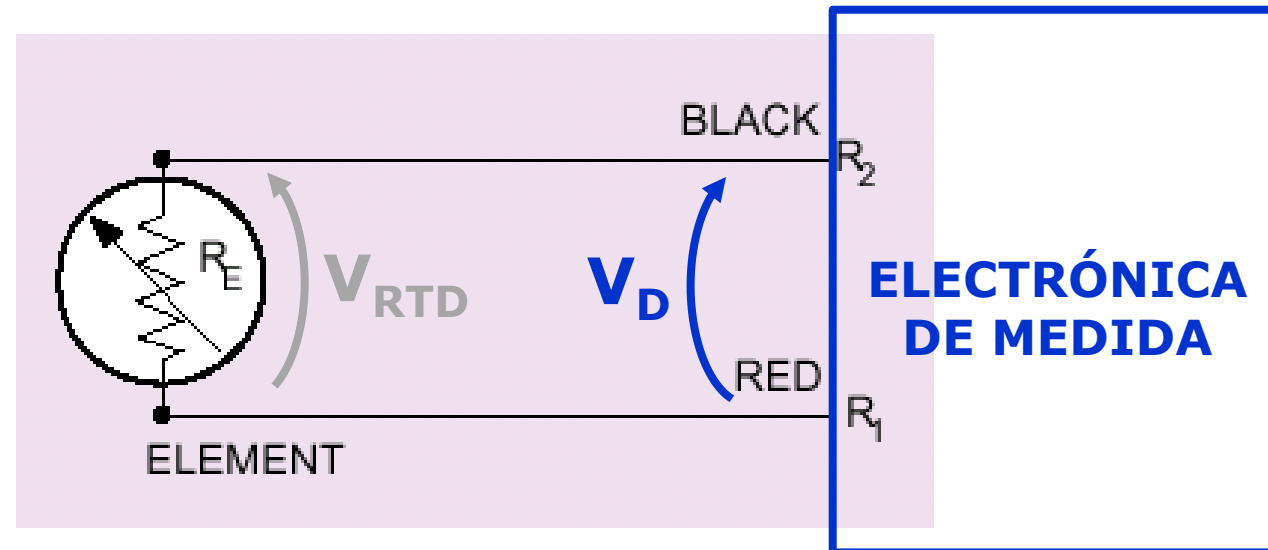 BLACK
R2
RE
VRTD
VD
ELECTRÓNICA
DE MEDIDA
RED
R1
ELEMENT